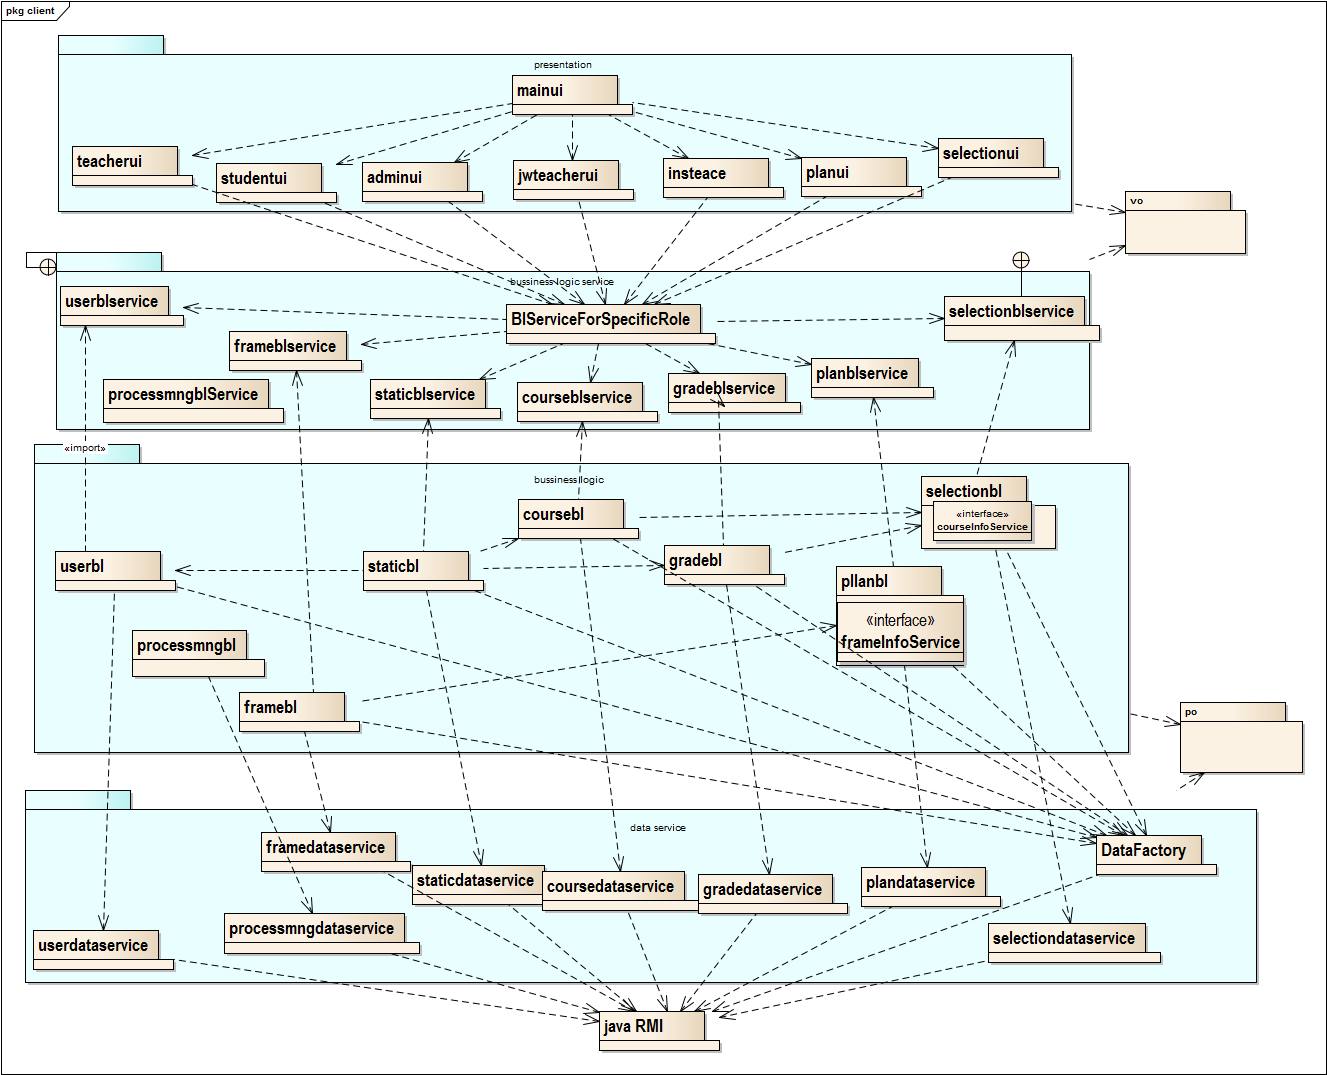 pkg client
presentation
mainui
teacherui
studentui
adminui
jwteacherui
insteace
planui
selectionui
vo
bussiness logic service
userblservice
BlServiceForSpecificRole
selectionblservice
frameblservice
processmngblService
staticblservice
courseblservice
gradeblservice
planblservice
«import»
bussiness logic
selectionbl
«interface»
courseInfoService
coursebl
userbl
staticbl
gradebl
pllanbl
«interface»
frameInfoService
processmngbl
framebl
po
data service
framedataservice
DataFactory
staticdataservice
coursedataservice
gradedataservice
plandataservice
processmngdataservice
userdataservice
selectiondataservice
java RMI